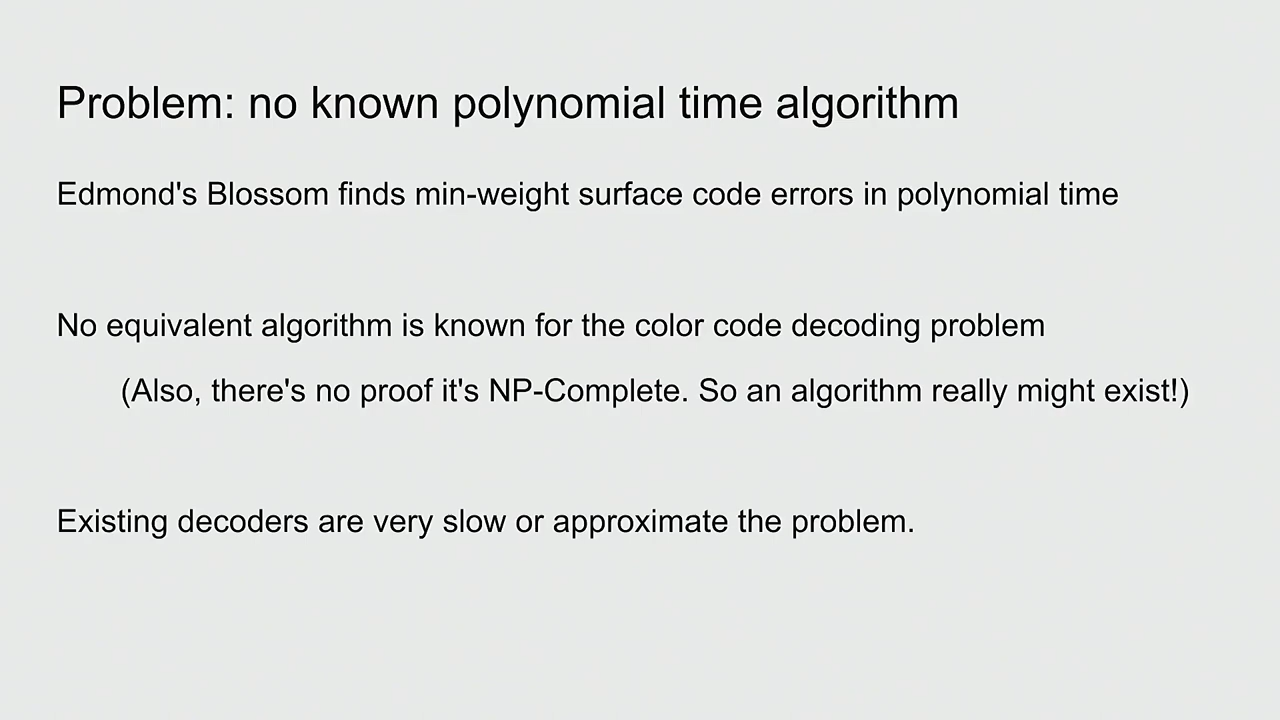 Problem: no known polynomial time algorithm
Edmond's Blossom finds min-weight surface code errors in polynomial time
No equivalent algorithm is known for the color code decoding problem
(Also, there's no proof it's NP-Complete. So an algorithm really might exist!)
Existing decoders are very slow or approximate the problem.